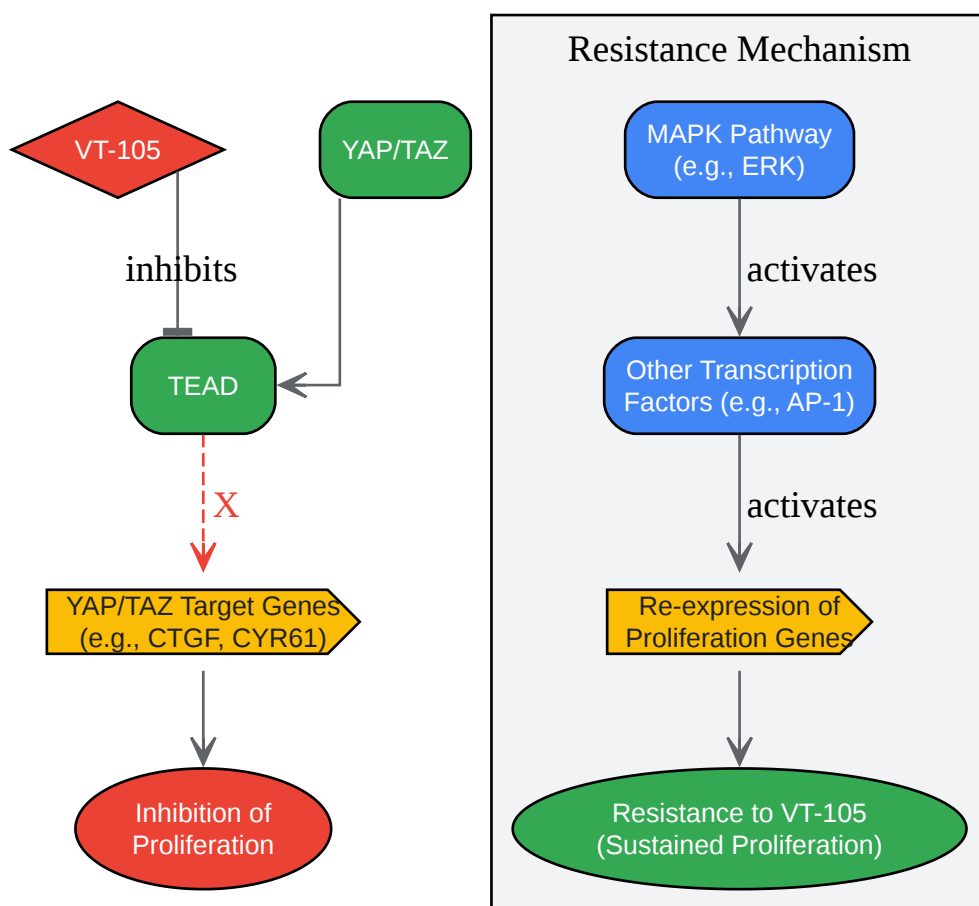 Resistance Mechanism
VT-105
YAP/TAZ
MAPK Pathway
(e.g., ERK)
inhibits
activates
TEAD
Other Transcription
Factors (e.g., AP-1)
X
activates
YAP/TAZ Target Genes
(e.g., CTGF, CYR61)
Re-expression of
Proliferation Genes
Inhibition of
Proliferation
Resistance to VT-105
(Sustained Proliferation)